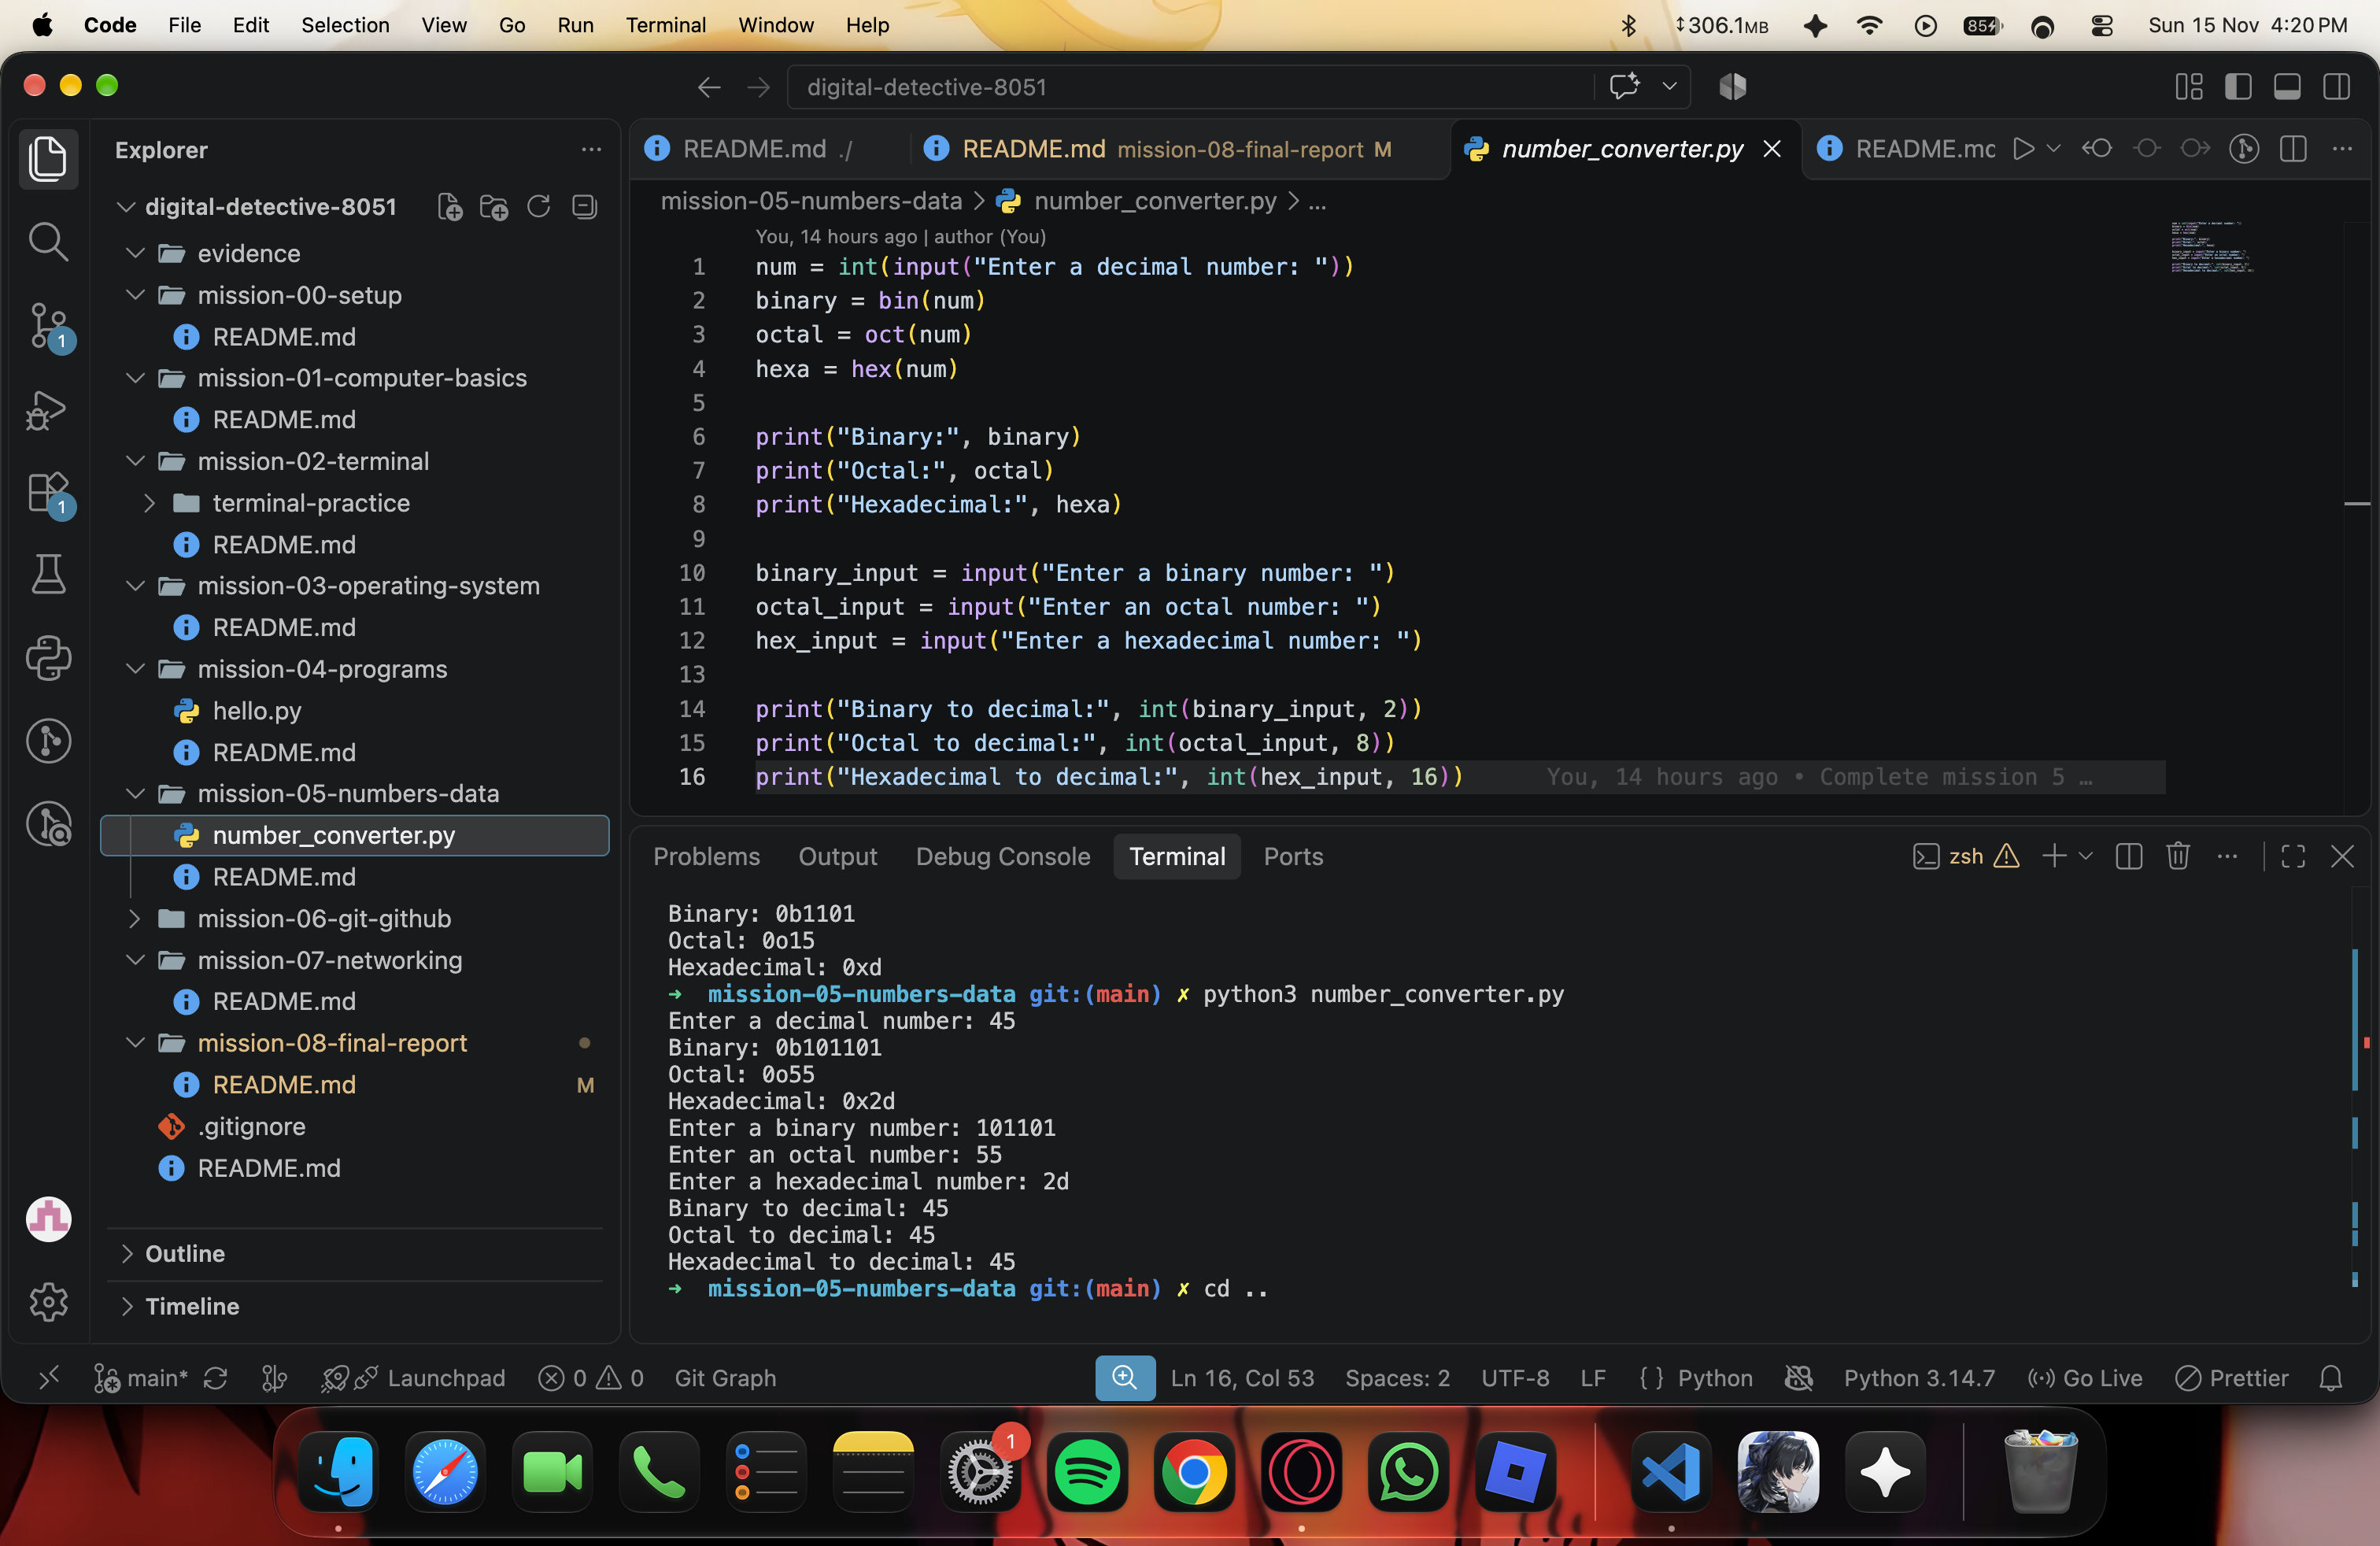 Code File Edit Selection View Go Run Terminal Window Help 306.1MB 85 Sun 15 Nov 4:20 PM
digital-detective-8051
Explorer
digital-detective-8051
evidence
mission-00-setup
README.md
mission-01-computer-basics
README.md
mission-02-terminal
terminal-practice
README.md
mission-03-operating-system
README.md
mission-04-programs
hello.py
README.md
mission-05-numbers-data
number_converter.py
README.md
mission-06-git-github
mission-07-networking
README.md
mission-08-final-report
README.md M
.gitignore
README.md
Outline
Timeline
1
1
README.md ./ README.md mission-08-final-report M number_converter.py README.mc
mission-05-numbers-data > number_converter.py > ...
You, 14 hours ago | author (You)
1 num = int(input("Enter a decimal number: "))
2 binary = bin(num)
3 octal = oct(num)
4 hexa = hex(num)
5
6 print("Binary:", binary)
7 print("Octal:", octal)
8 print("Hexadecimal:", hexa)
9
10 binary_input = input("Enter a binary number: ")
11 octal_input = input("Enter an octal number: ")
12 hex_input = input("Enter a hexadecimal number: ")
13
14 print("Binary to decimal:", int(binary_input, 2))
15 print("Octal to decimal:", int(octal_input, 8))
16 print("Hexadecimal to decimal:", int(hex_input, 16)) You, 14 hours ago • Complete mission 5 …
Problems Output Debug Console Terminal Ports zsh
Binary: 0b1101
Octal: 0o15
Hexadecimal: 0xd
➜ mission-05-numbers-data git:(main) ✗ python3 number_converter.py
Enter a decimal number: 45
Binary: 0b101101
Octal: 0o55
Hexadecimal: 0x2d
Enter a binary number: 101101
Enter an octal number: 55
Enter a hexadecimal number: 2d
Binary to decimal: 45
Octal to decimal: 45
Hexadecimal to decimal: 45
➜ mission-05-numbers-data git:(main) ✗ cd ..
main* Launchpad 0 0 Git Graph Ln 16, Col 53 Spaces: 2 UTF-8 LF { } Python Python 3.14.7 Go Live Prettier
1